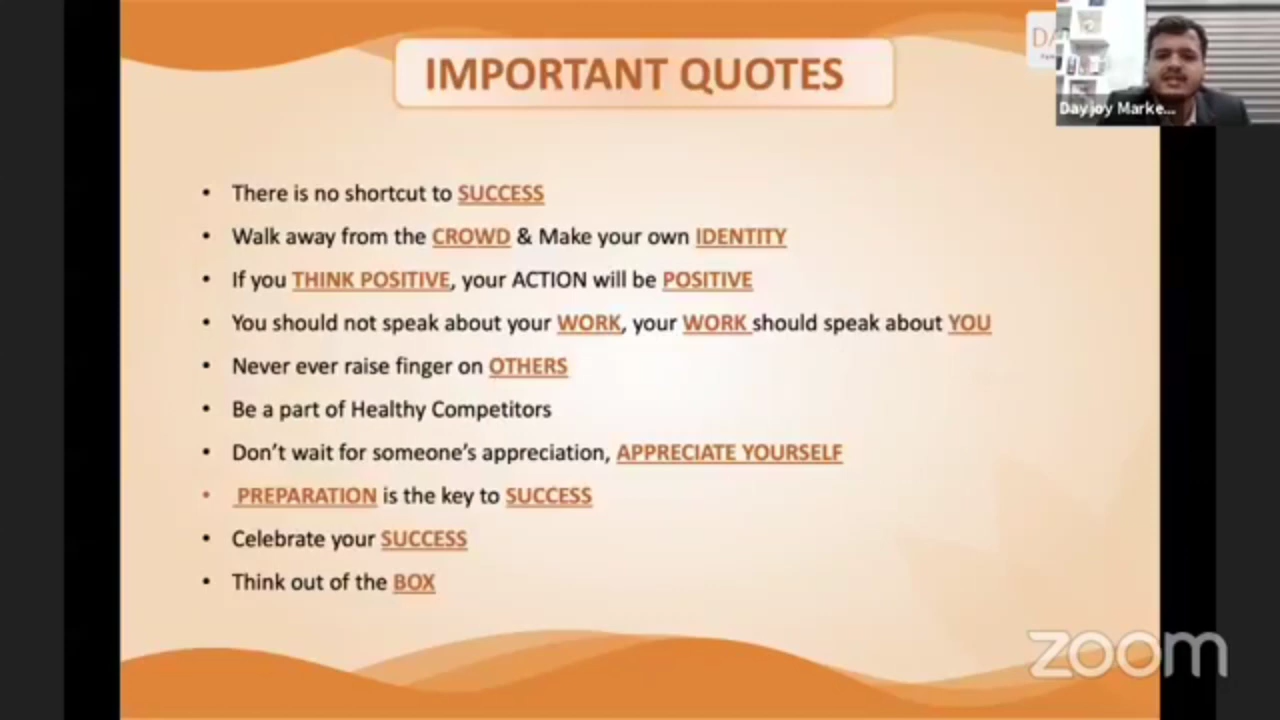 IMPORTANT QUOTES
DA
Dayjoy Marke...
• There is no shortcut to SUCCESS
• Walk away from the CROWD & Make your own IDENTITY
• If you THINK POSITIVE, your ACTION will be POSITIVE
• You should not speak about your WORK, your WORK should speak about YOU
• Never ever raise finger on OTHERS
• Be a part of Healthy Competitors
• Don't wait for someone's appreciation, APPRECIATE YOURSELF
• PREPARATION is the key to SUCCESS
• Celebrate your SUCCESS
• Think out of the BOX
zoom